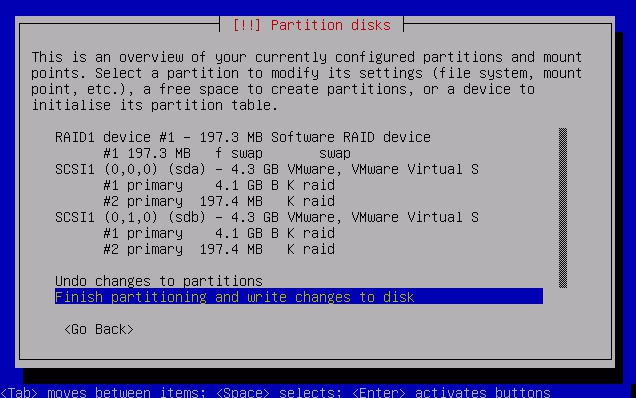 [!!] Partition disks
This is an overview of your currently configured partitions and mount
points. Select a partition to modify its settings (file system, mount
point, etc.), a free space to create partitions, or a device to
initialise its partition table.
RAID1 device #1 - 197.3 MB Software RAID device
#1 197.3 MB f swap swap
SCSI1 (0,0,0) (sda) - 4.3 GB VMware, VMware Virtual S
#1 primary 4.1 GB B K raid
#2 primary 197.4 MB K raid
SCSI1 (0,1,0) (sdb) - 4.3 GB VMware, VMware Virtual S
#1 primary 4.1 GB B K raid
#2 primary 197.4 MB K raid
Undo changes to partitions
Finish partitioning and write changes to disk
<Go Back>
<Tab> moves between items; <Space> selects; <Enter> activates buttons